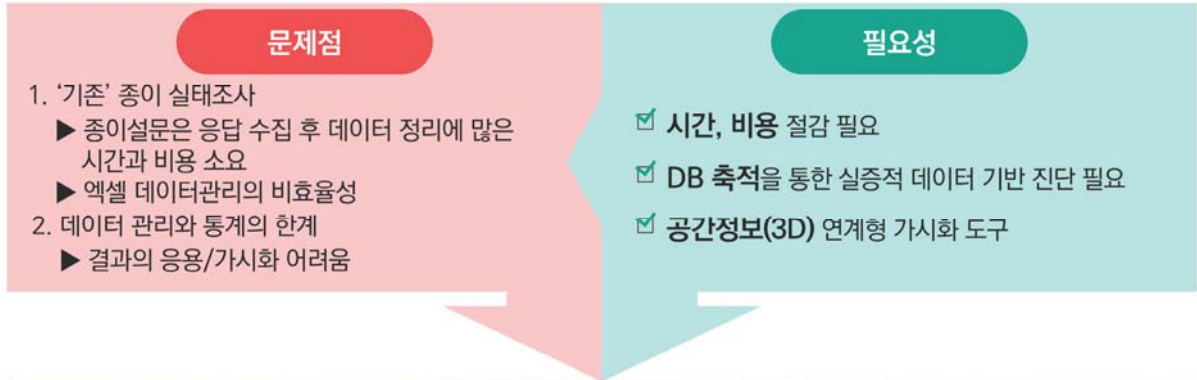 문제점
1. ‘기존’ 종이 실태조사
▶ 종이설문은 응답 수집 후 데이터 정리에 많은
시간과 비용 소요
▶ 엑셀 데이터관리의 비효율성
2. 데이터 관리와 통계의 한계
▶ 결과의 응용/가시화 어려움
필요성
시간, 비용 절감 필요
DB 축적을 통한 실증적 데이터 기반 진단 필요
공간정보(3D) 연계형 가시화 도구